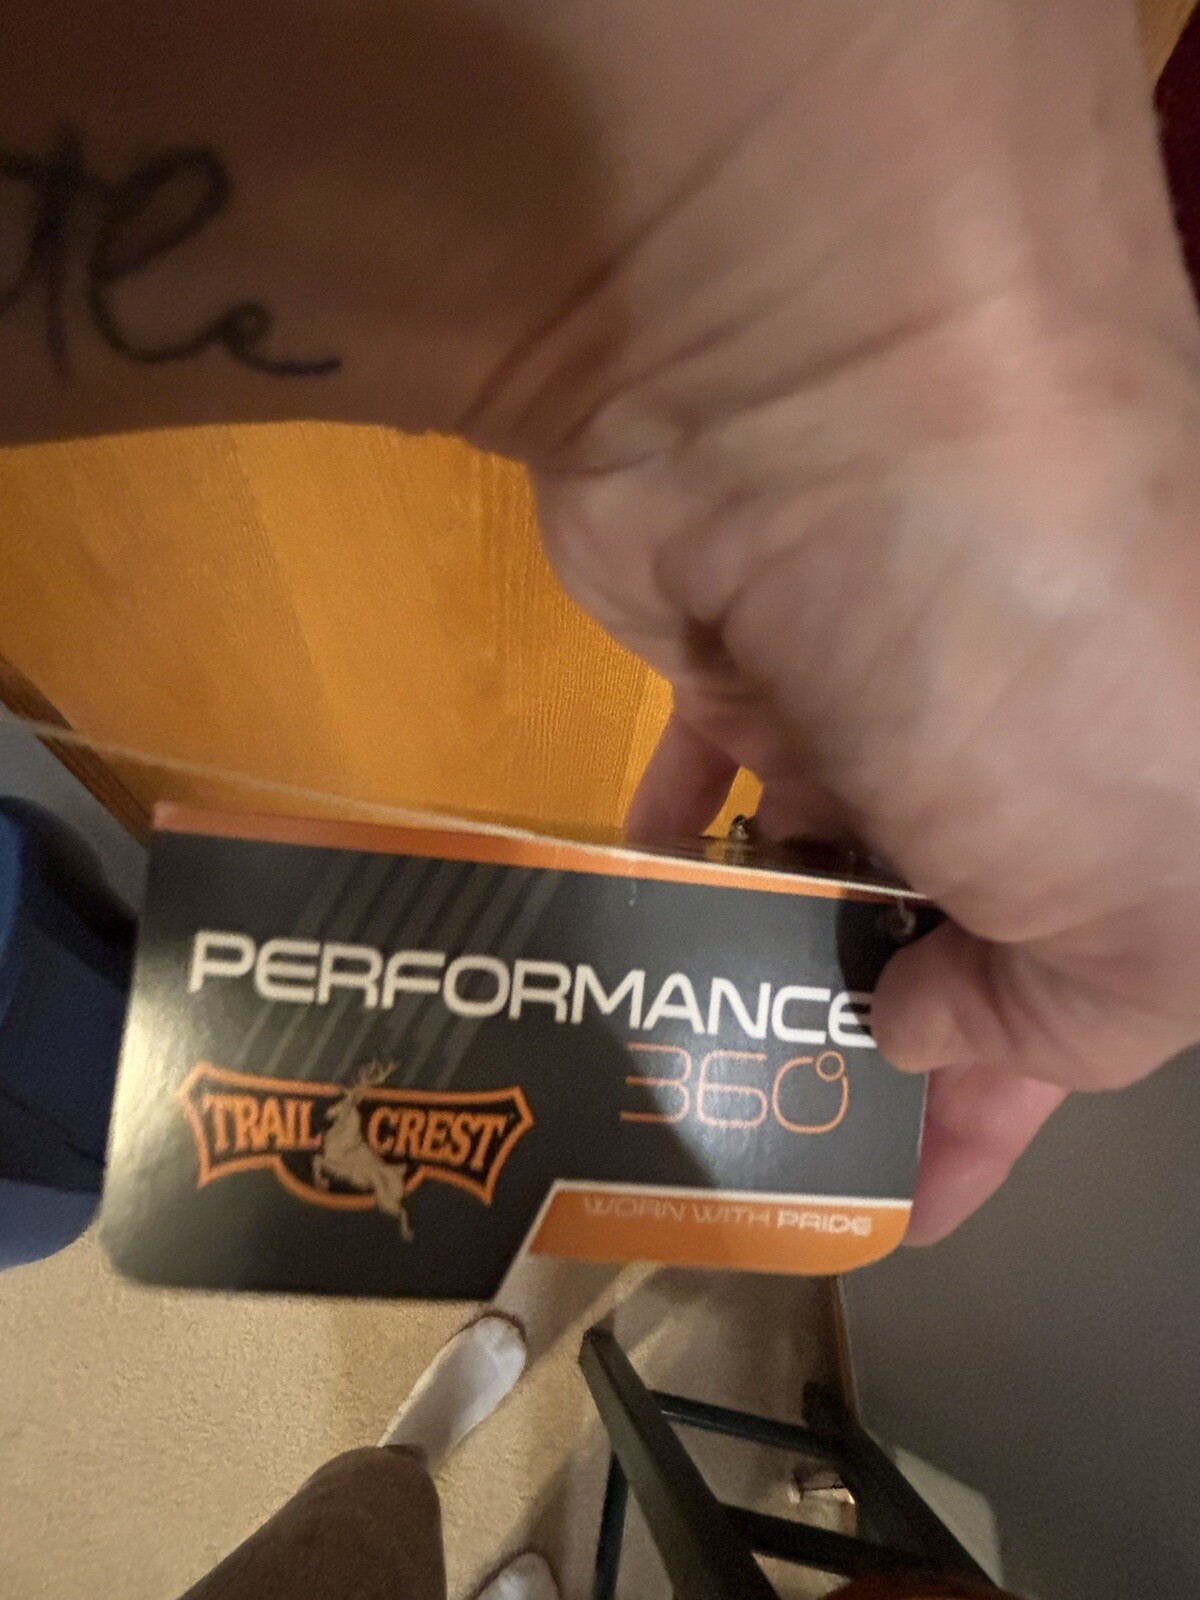 PERFORMANCE
360°
TRAIL CREST
WORN WITH PRIDE